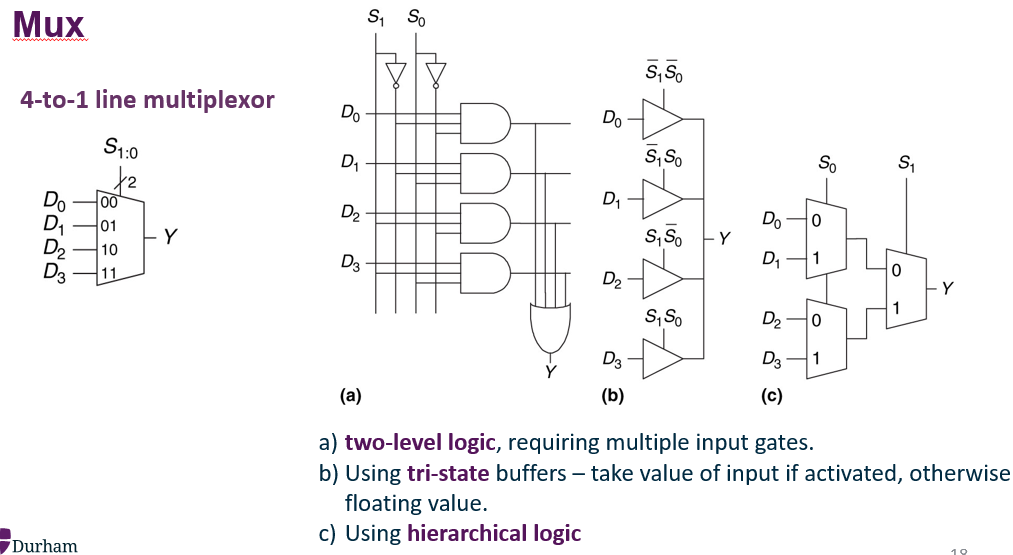 Mux
4-to-1 line multiplexor
S1:0
2
D0 00
D1 01
D2 10
D3 11
Y
S1 S0
D0
D1
D2
D3
Y
(a)
S̅1S̅0
D0
S̅1S0
D1
S1S̅0
D2
S1S0
D3
Y
(b)
S0 S1
D0 0
D1 1
D2 0
D3 1
0
1
Y
(c)
a) two-level logic, requiring multiple input gates.
b) Using tri-state buffers – take value of input if activated, otherwise
floating value.
c) Using hierarchical logic
Durham
18